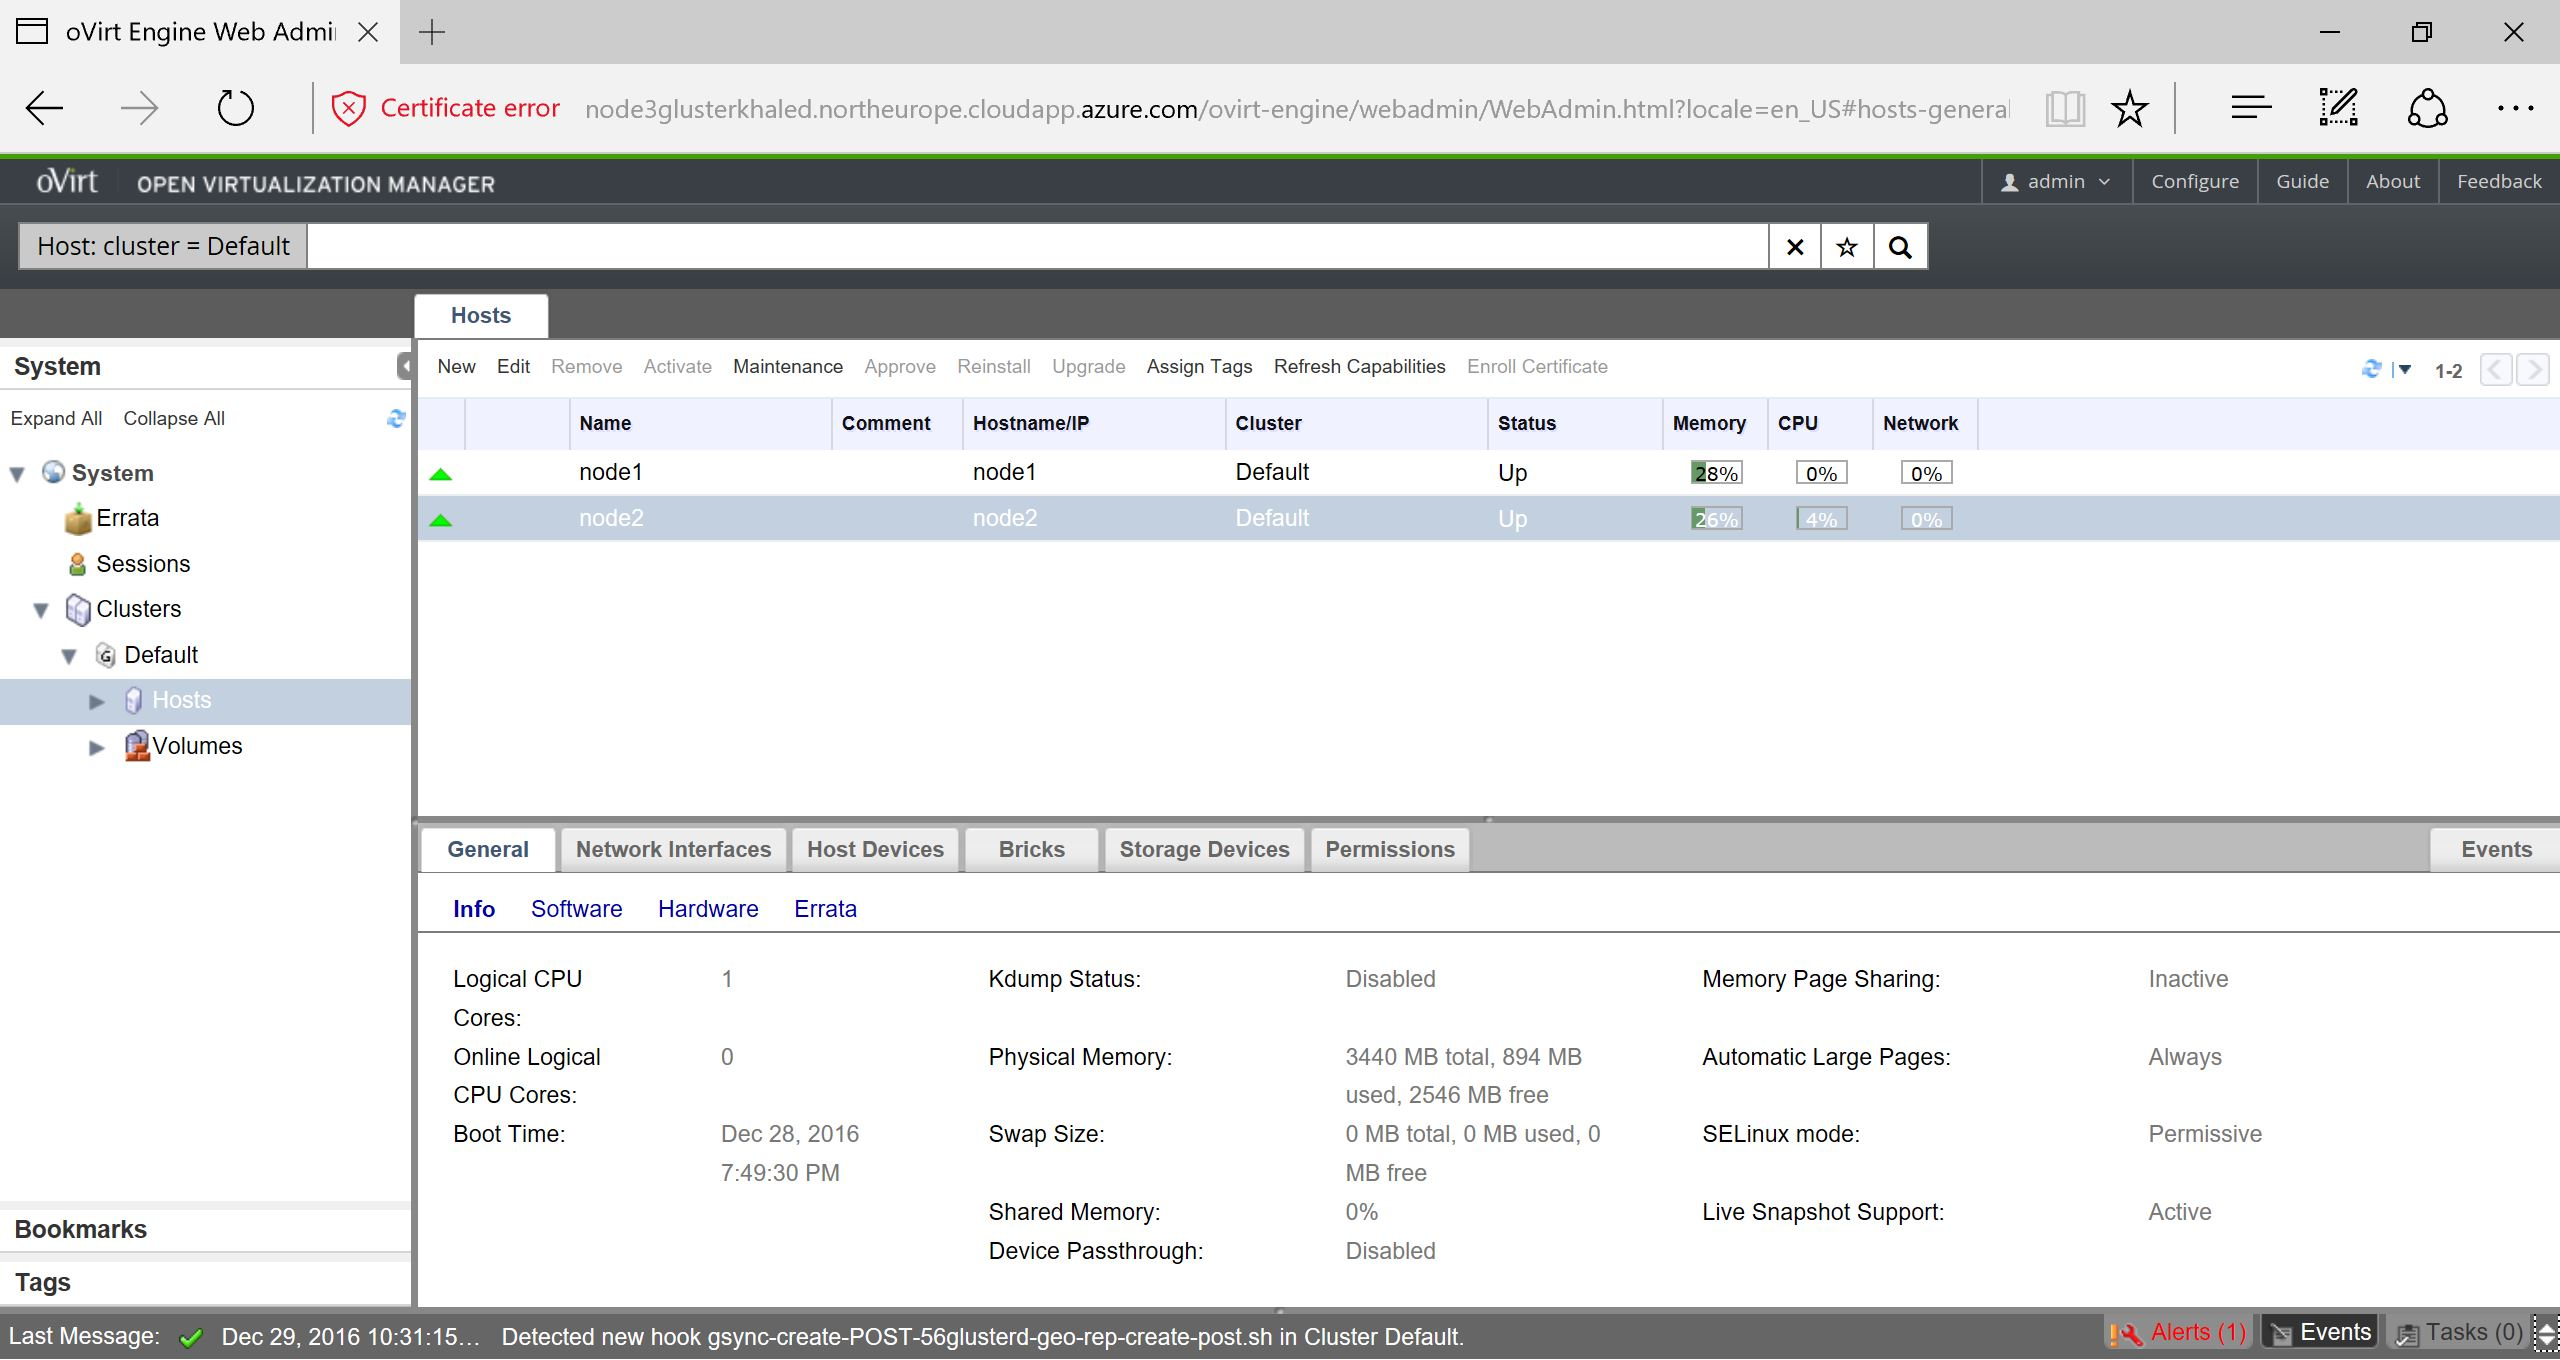 oVirt Engine Web Admi
Certificate error
node3glusterkhaled.northeurope.cloudapp.azure.com/ovirt-engine/webadmin/WebAdmin.html?locale=en_US#hosts-general
oVirt OPEN VIRTUALIZATION MANAGER
admin Configure Guide About Feedback
Host: cluster = Default
Hosts
System
New Edit Remove Activate Maintenance Approve Reinstall Upgrade Assign Tags Refresh Capabilities Enroll Certificate
1-2
Expand All Collapse All
Name Comment Hostname/IP Cluster Status Memory CPU Network
node1 node1 Default Up 28% 0% 0%
node2 node2 Default Up 26% 4% 0%
System
Errata
Sessions
Clusters
Default
Hosts
Volumes
General Network Interfaces Host Devices Bricks Storage Devices Permissions Events
Info Software Hardware Errata
Logical CPU
Cores:
1
Online Logical
CPU Cores:
0
Boot Time:
Dec 28, 2016
7:49:30 PM
Kdump Status: Disabled
Physical Memory:
3440 MB total, 894 MB
used, 2546 MB free
Swap Size:
0 MB total, 0 MB used, 0
MB free
Shared Memory: 0%
Device Passthrough: Disabled
Memory Page Sharing: Inactive
Automatic Large Pages: Always
SELinux mode: Permissive
Live Snapshot Support: Active
Bookmarks
Tags
Last Message: Dec 29, 2016 10:31:15... Detected new hook gsync-create-POST-56glusterd-geo-rep-create-post.sh in Cluster Default.
Alerts (1) Events Tasks (0)